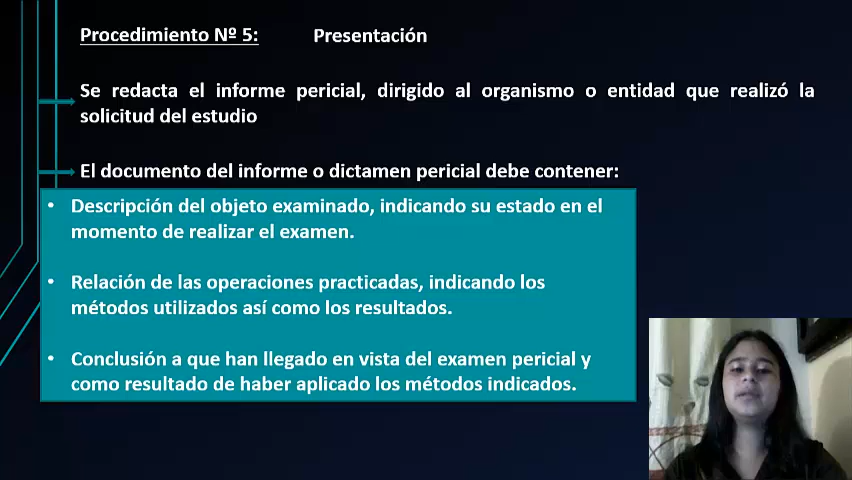 Procedimiento Nº 5: Presentación
Se redacta el informe pericial, dirigido al organismo o entidad que realizó la
solicitud del estudio
El documento del informe o dictamen pericial debe contener:
• Descripción del objeto examinado, indicando su estado en el
momento de realizar el examen.
• Relación de las operaciones practicadas, indicando los
métodos utilizados así como los resultados.
• Conclusión a que han llegado en vista del examen pericial y
como resultado de haber aplicado los métodos indicados.